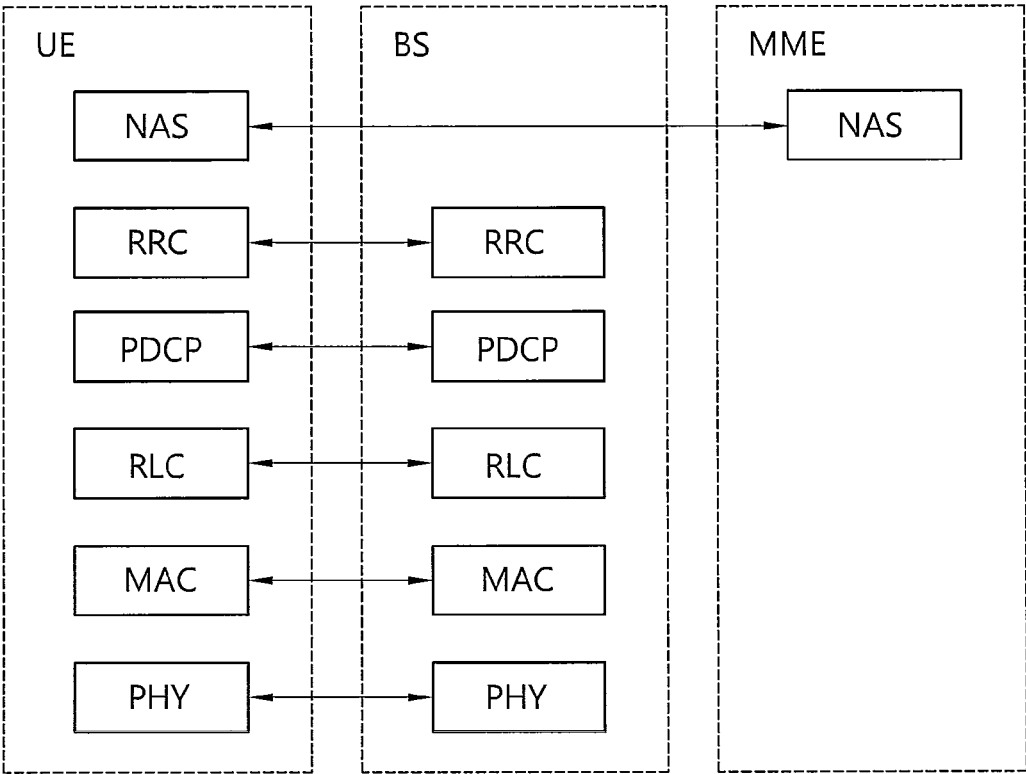 UE
BS
MME
NAS
NAS
RRC
RRC
PDCP
PDCP
RLC
RLC
MAC
MAC
PHY
PHY